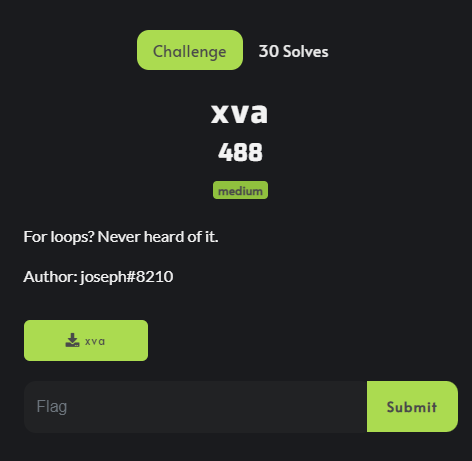 Challenge 30 Solves
xva
488
medium
For loops? Never heard of it.
Author: joseph#8210
xva
Flag Submit